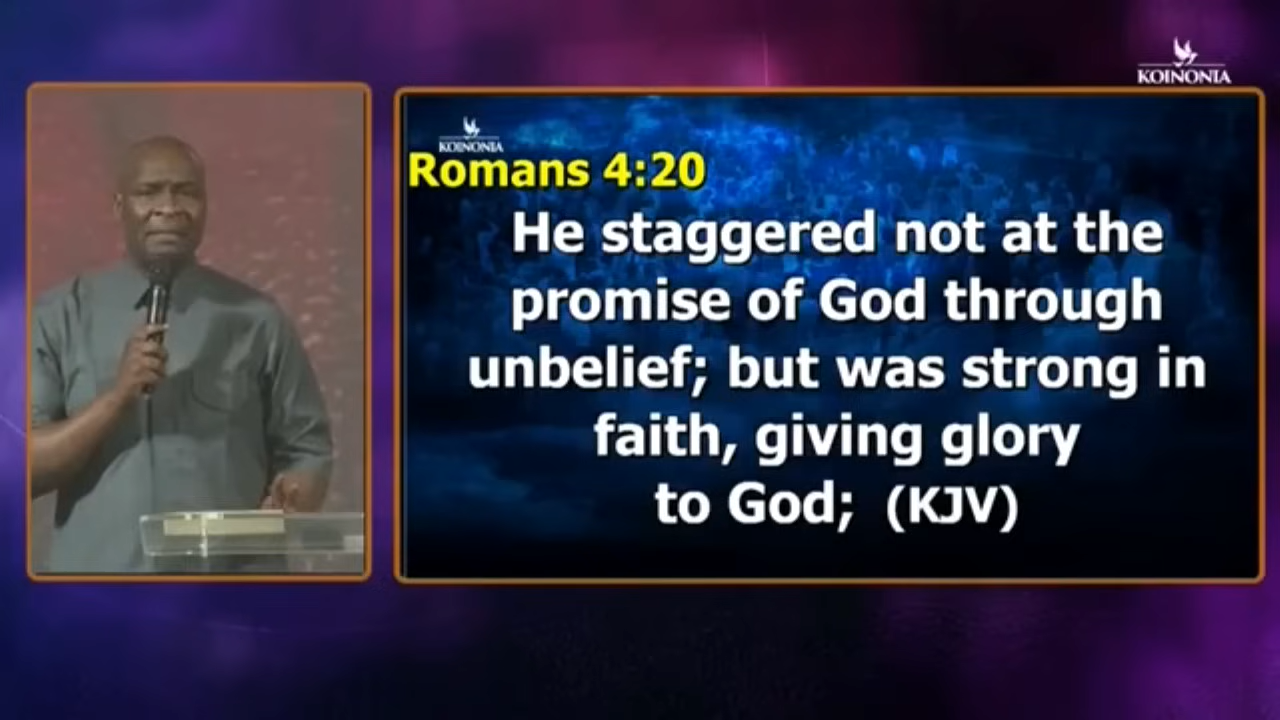 KOINONIA
KOINONIA
Romans 4:20
He staggered not at the
promise of God through
unbelief; but was strong in
faith, giving glory
to God; (KJV)